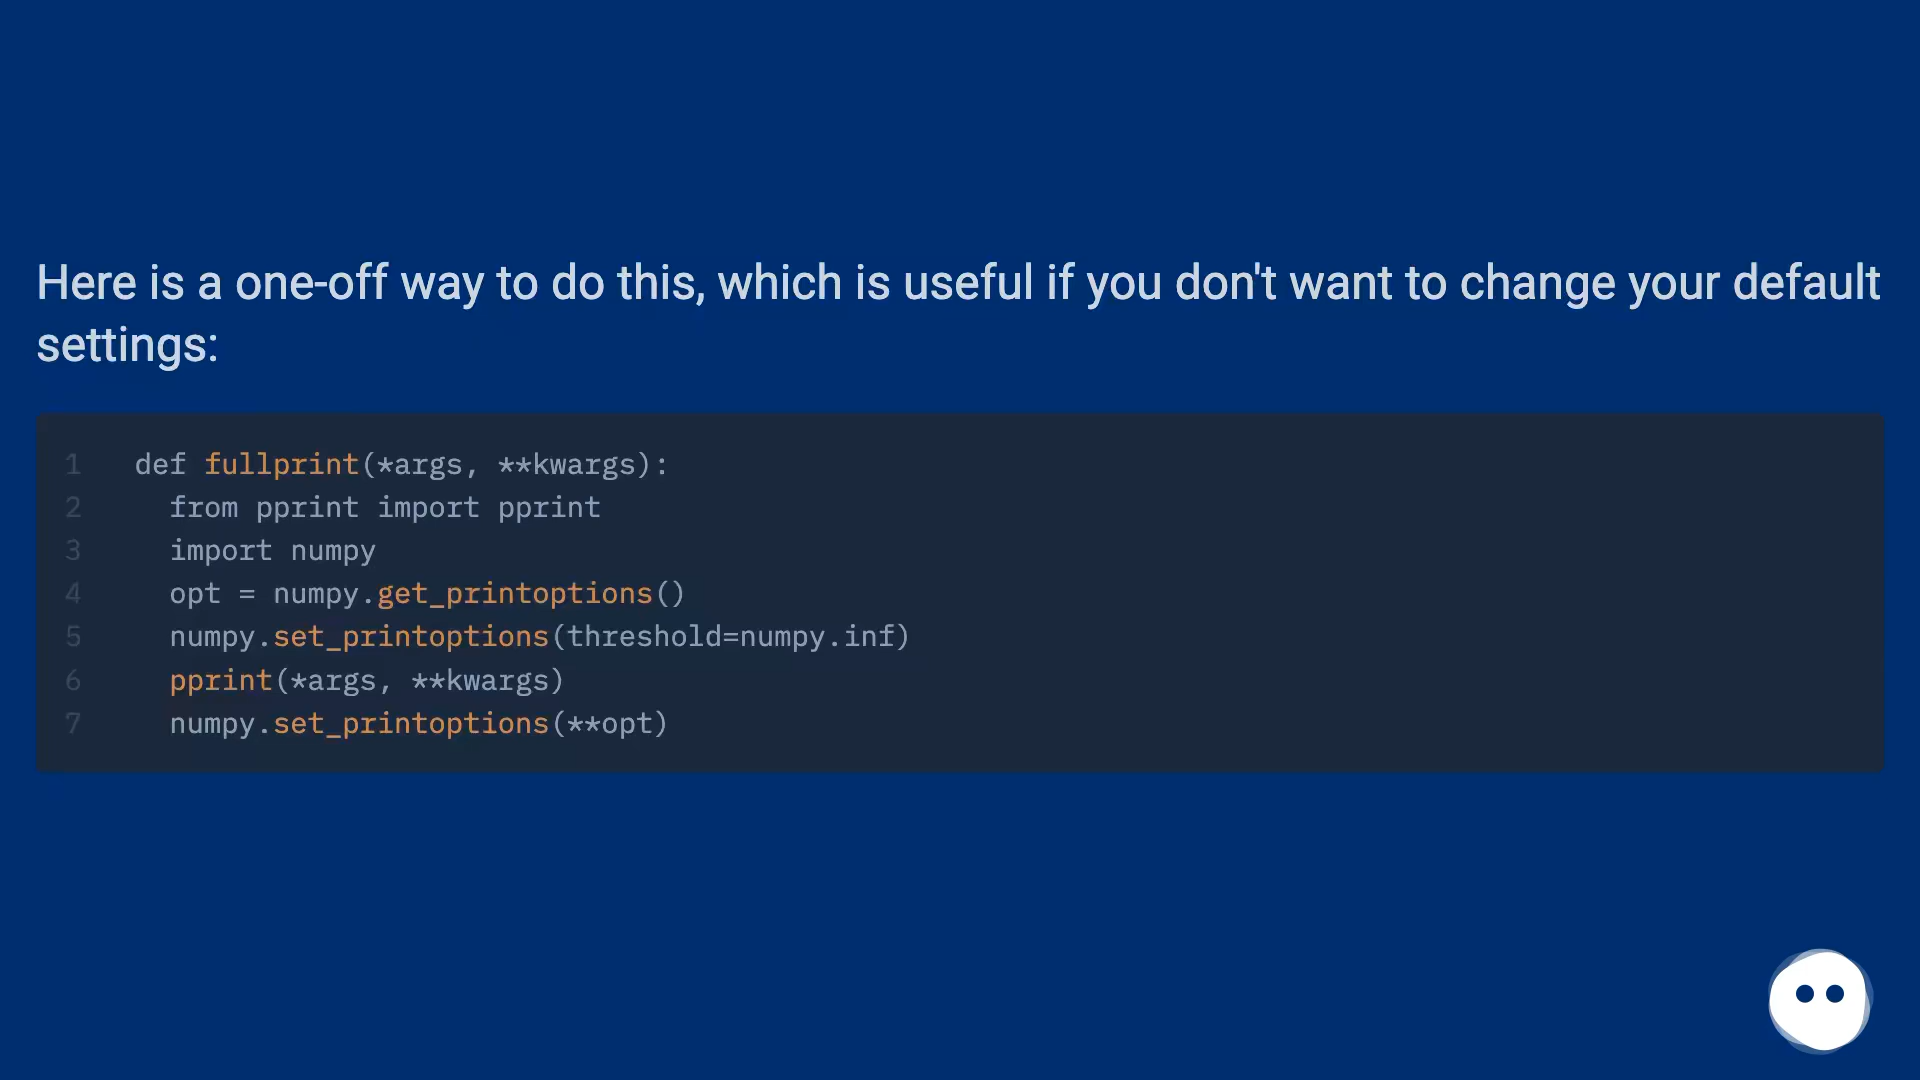 Here is a one-off way to do this, which is useful if you don't want to change your default
settings:
1 def fullprint(*args, **kwargs):
2 from pprint import pprint
3 import numpy
4 opt = numpy.get_printoptions()
5 numpy.set_printoptions(threshold=numpy.inf)
6 pprint(*args, **kwargs)
7 numpy.set_printoptions(**opt)